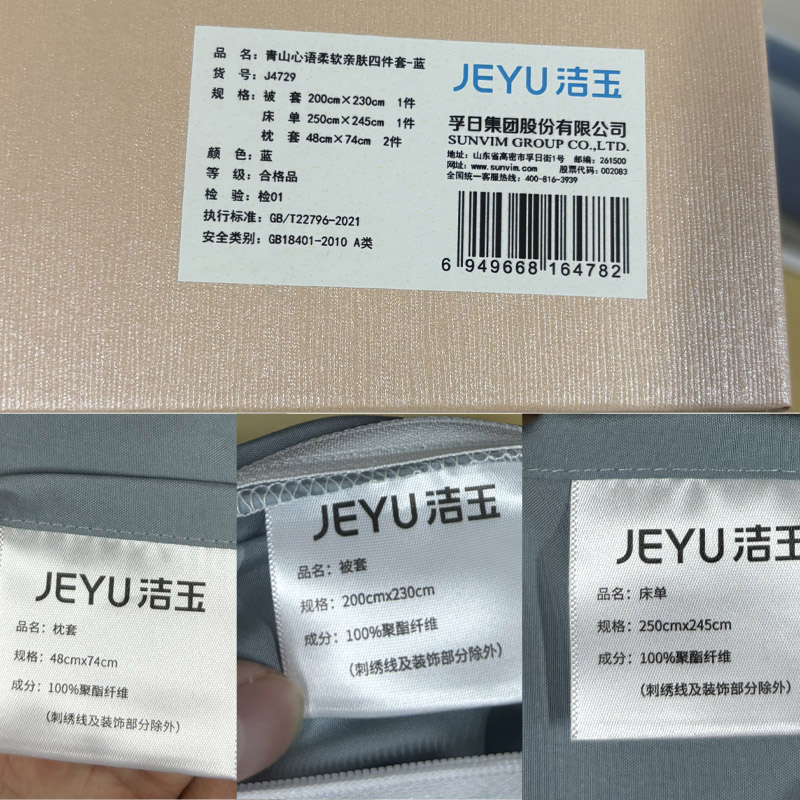 品 名：青山心语柔软亲肤四件套-蓝
货 号：J4729
规 格：被 套 200cm×230cm 1件
床 单 250cm×245cm 1件
枕 套 48cm×74cm 2件
颜 色：蓝
等 级：合格品
检 验：检01
执行标准：GB/T22796-2021
安全类别：GB18401-2010 A类
JEYU洁玉
孚日集团股份有限公司
SUNVIM GROUP CO.,LTD.
地址：山东省高密市孚日街1号 邮编：261500
网址：www.sunvim.com 股票代码：002083
全国统一客服热线：400-816-3939
6 949668 164782
JEYU洁玉
品名：枕套
规格：48cmx74cm
成分：100%聚酯纤维
（刺绣线及装饰部分除外）
JEYU洁玉
品名：被套
规格：200cmx230cm
成分：100%聚酯纤维
（刺绣线及装饰部分除外）
JEYU洁玉
品名：床单
规格：250cmx245cm
成分：100%聚酯纤维
（刺绣线及装饰部分除外）